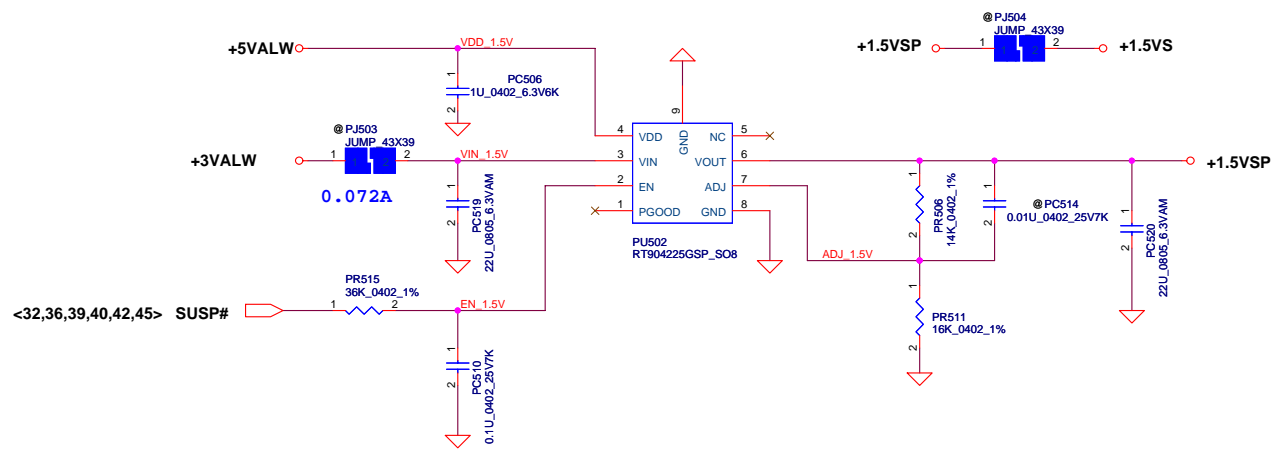 @ PJ504
JUMP_43X39
+1.5VSP 1 1 2 2 +1.5VS
+5VALW VDD_1.5V
1
2
PC506
1U_0402_6.3V6K
@ PJ503
JUMP_43X39
+3VALW 1 1 2 2 VIN_1.5V
0.072A
1
2
PC519
22U_0805_6.3VAM
9
GND
4 VDD NC 5
3 VIN VOUT 6
2 EN ADJ 7
1 PGOOD GND 8
PU502
RT904225GSP_SO8
+1.5VSP
1
2
PR506
14K_0402_1%
1
2
@PC514
0.01U_0402_25V7K
1
2
PC520
22U_0805_6.3VAM
ADJ_1.5V
1
2
PR511
16K_0402_1%
PR515
36K_0402_1%
<32,36,39,40,42,45> SUSP# 1 2 EN_1.5V
1
2
PC510
0.1U_0402_25V7K